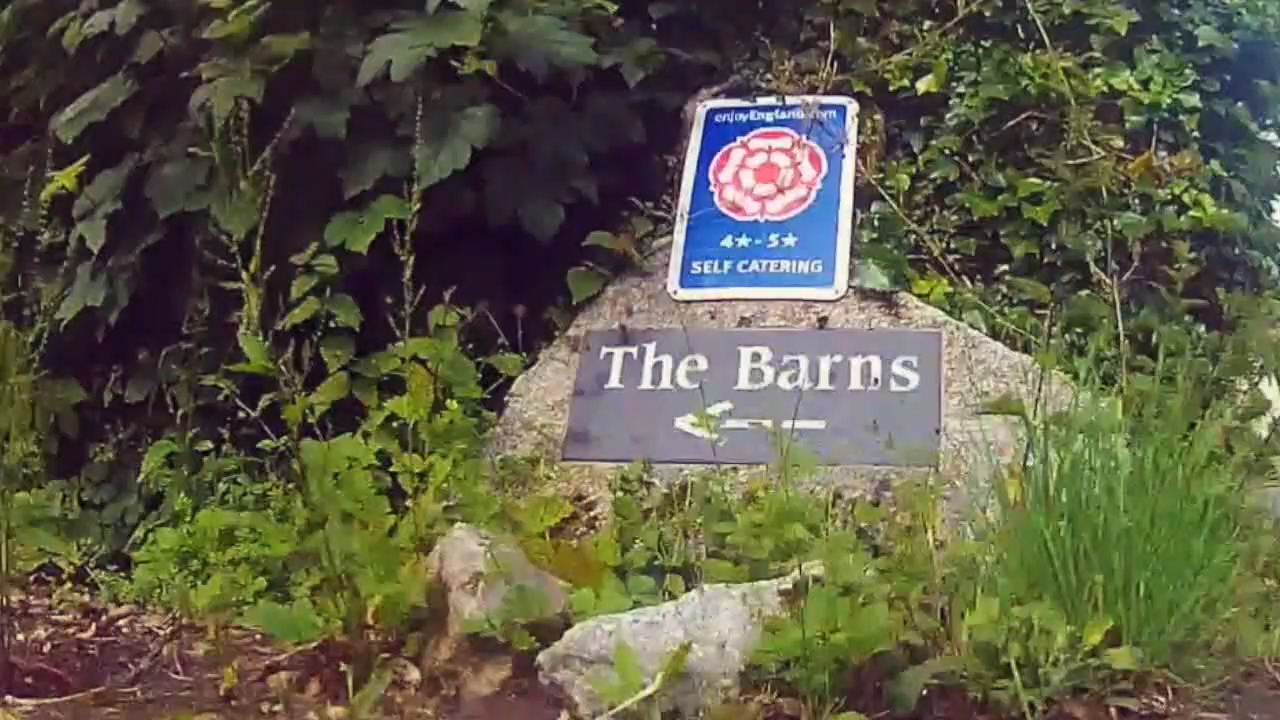 enjoyEngland.com
4★-5★
SELF CATERING
The Barns
←